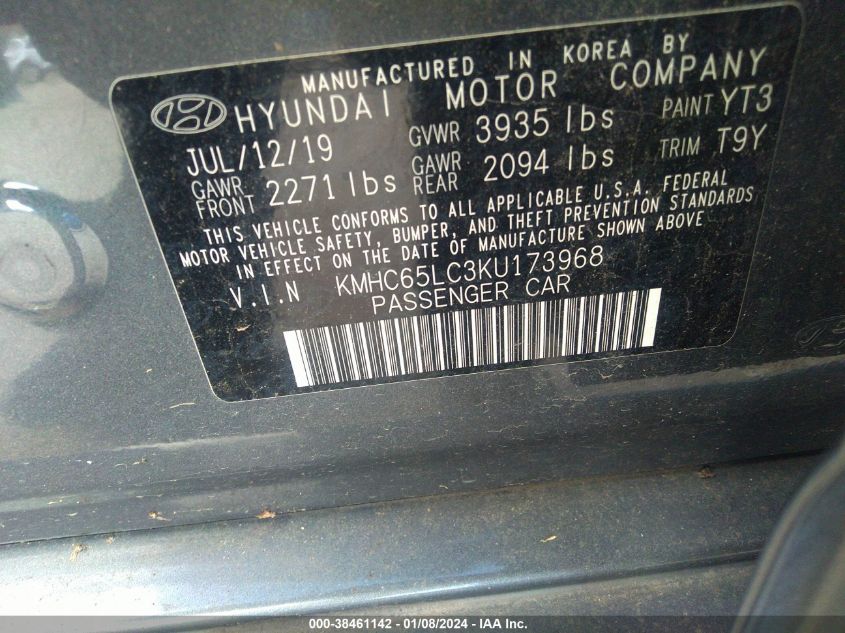 MANUFACTURED IN KOREA BY
HYUNDAI MOTOR COMPANY
JUL/12/19 GVWR 3935 lbs PAINT YT3
GAWR FRONT 2271 lbs GAWR REAR 2094 lbs TRIM T9Y
THIS VEHICLE CONFORMS TO ALL APPLICABLE U.S.A. FEDERAL
MOTOR VEHICLE SAFETY, BUMPER, AND THEFT PREVENTION STANDARDS
IN EFFECT ON THE DATE OF MANUFACTURE SHOWN ABOVE
V.I.N KMHC65LC3KU173968
PASSENGER CAR
000-38461142 - 01/08/2024 - IAA Inc.